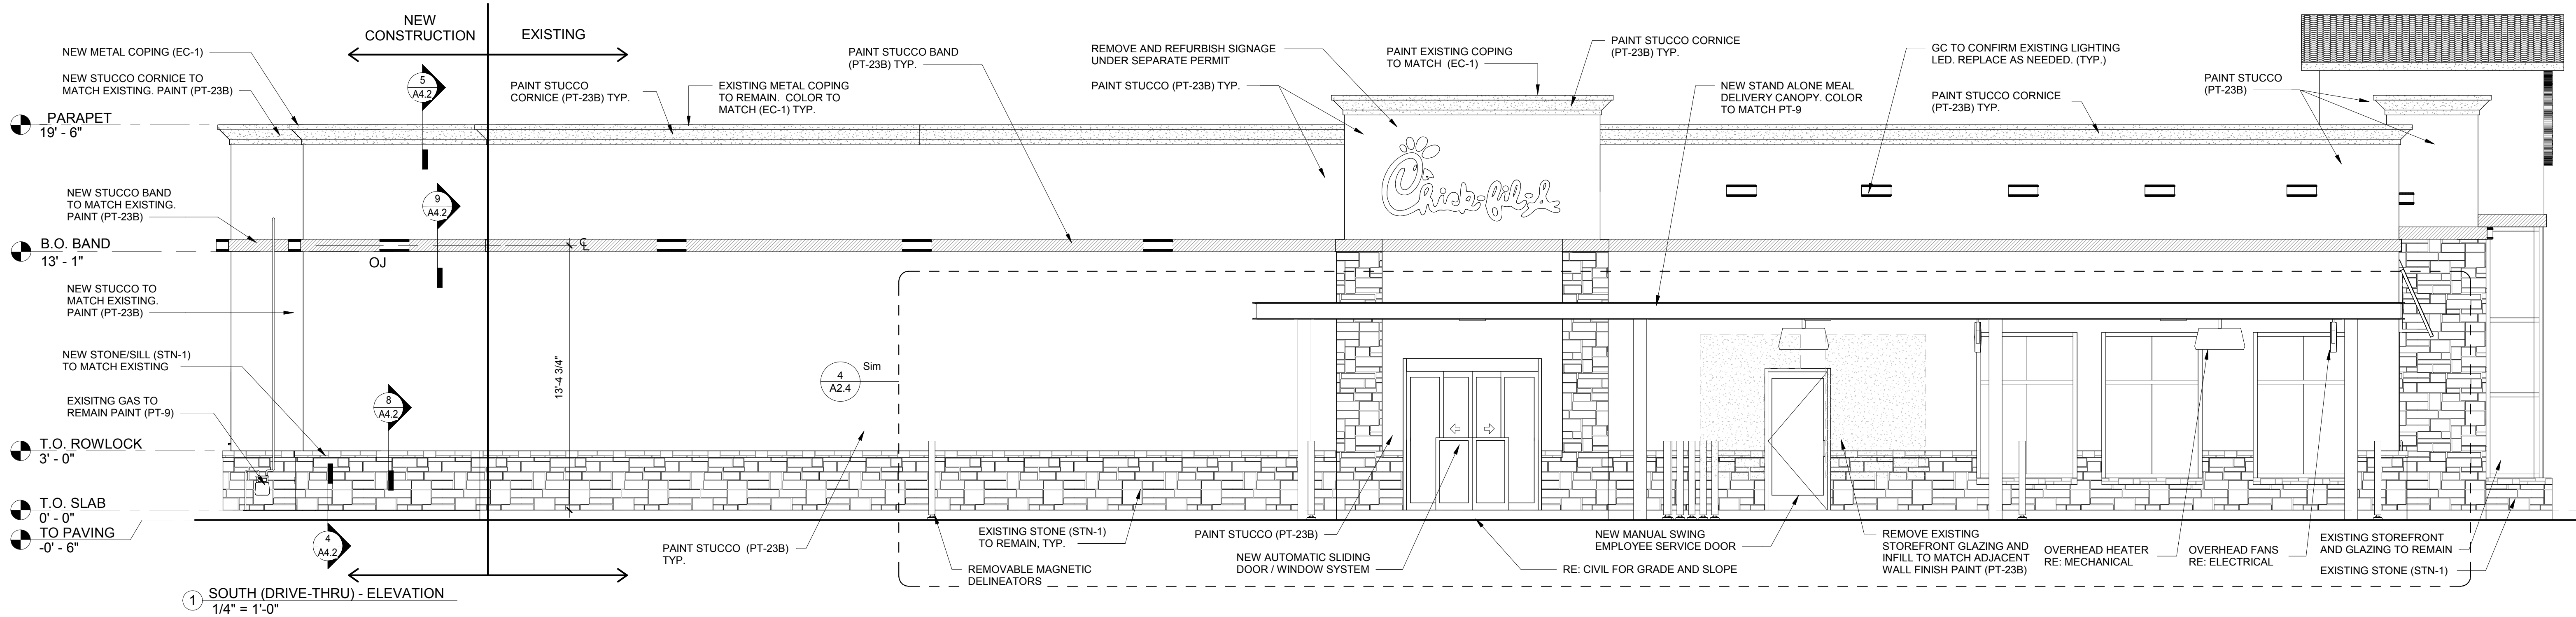 NEW
CONSTRUCTION
EXISTING
NEW METAL COPING (EC-1)
NEW STUCCO CORNICE TO
MATCH EXISTING. PAINT (PT-23B)
5
A4.2
PAINT STUCCO
CORNICE (PT-23B) TYP.
EXISTING METAL COPING
TO REMAIN.  COLOR TO
MATCH (EC-1) TYP.
PAINT STUCCO BAND
(PT-23B) TYP.
REMOVE AND REFURBISH SIGNAGE
UNDER SEPARATE PERMIT
PAINT STUCCO (PT-23B) TYP.
PAINT EXISTING COPING
TO MATCH  (EC-1)
PAINT STUCCO CORNICE
(PT-23B) TYP.
NEW STAND ALONE MEAL
DELIVERY CANOPY. COLOR
TO MATCH PT-9
GC TO CONFIRM EXISTING LIGHTING
LED. REPLACE AS NEEDED. (TYP.)
PAINT STUCCO CORNICE
(PT-23B) TYP.
PAINT STUCCO
(PT-23B)
PARAPET
19' - 6"
Chick-fil-A
NEW STUCCO BAND
TO MATCH EXISTING.
PAINT (PT-23B)
9
A4.2
B.O. BAND
13' - 1"
CL
OJ
NEW STUCCO TO
MATCH EXISTING.
PAINT (PT-23B)
NEW STONE/SILL (STN-1)
TO MATCH EXISTING
13'-4 3/4"
4
A2.4
Sim
EXISITNG GAS TO
REMAIN PAINT (PT-9)
8
A4.2
T.O. ROWLOCK
3' - 0"
T.O. SLAB
0' - 0"
TO PAVING
-0' - 6"
4
A4.2
PAINT STUCCO  (PT-23B)
TYP.
REMOVABLE MAGNETIC
DELINEATORS
EXISTING STONE (STN-1)
TO REMAIN, TYP.
PAINT STUCCO (PT-23B)
NEW AUTOMATIC SLIDING
DOOR / WINDOW SYSTEM
RE: CIVIL FOR GRADE AND SLOPE
NEW MANUAL SWING
EMPLOYEE SERVICE DOOR
REMOVE EXISTING
STOREFRONT GLAZING AND
INFILL TO MATCH ADJACENT
WALL FINISH PAINT (PT-23B)
OVERHEAD HEATER
RE: MECHANICAL
OVERHEAD FANS
RE: ELECTRICAL
EXISTING STOREFRONT
AND GLAZING TO REMAIN
EXISTING STONE (STN-1)
1
SOUTH (DRIVE-THRU) - ELEVATION
1/4" = 1'-0"